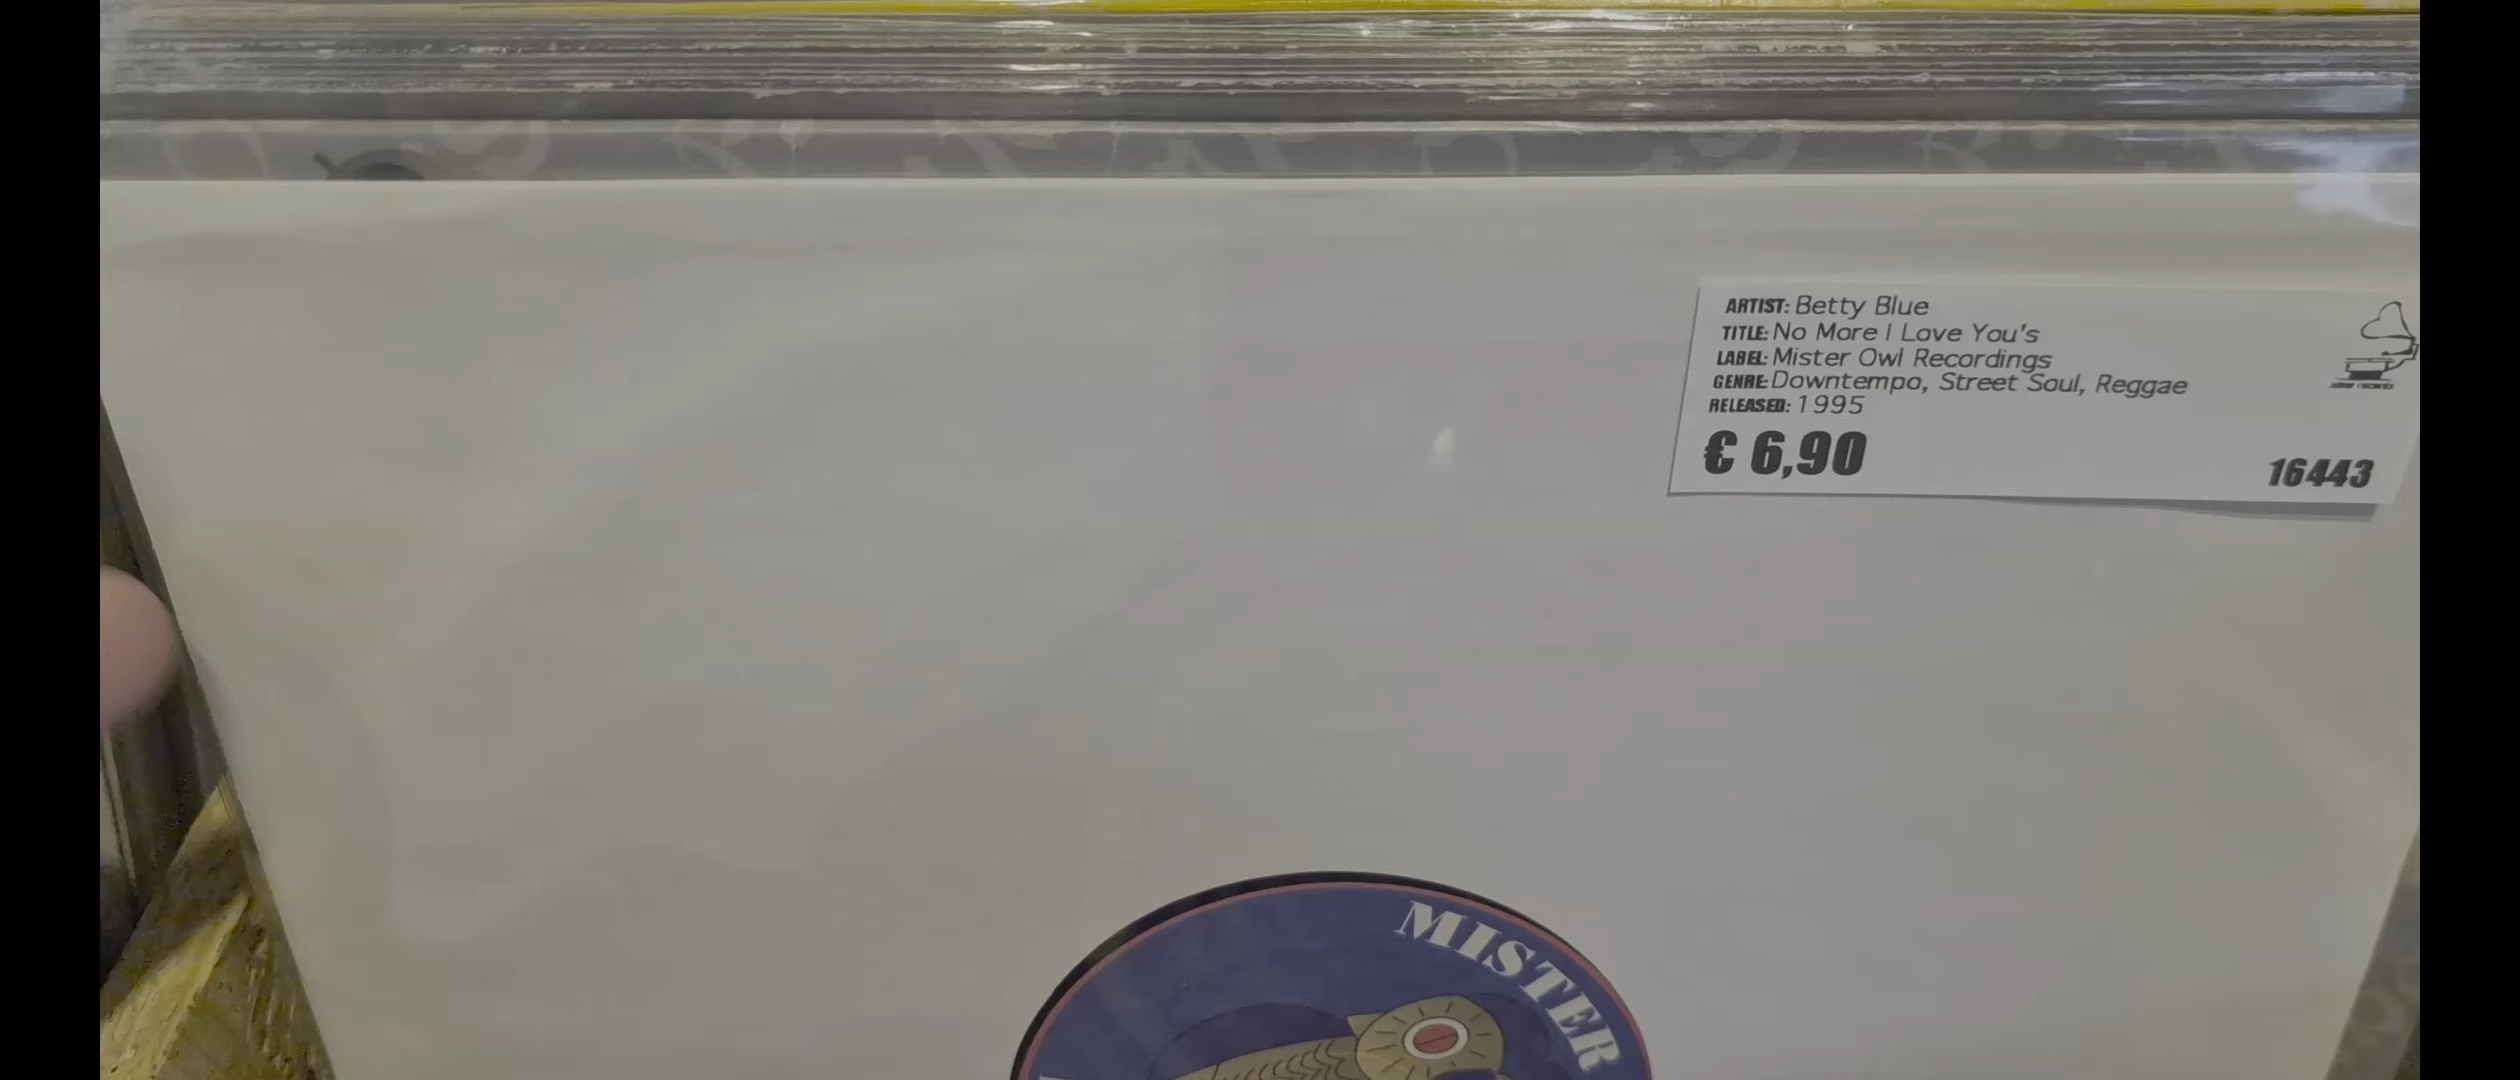 ARTIST: Betty Blue
TITLE: No More I Love You's
LABEL: Mister Owl Recordings
GENRE: Downtempo, Street Soul, Reggae
RELEASED: 1995
€ 6,90
16443
MISTER